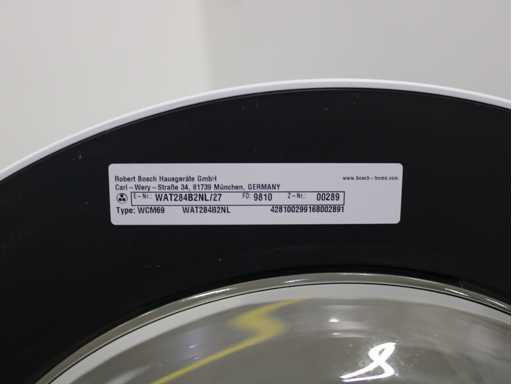 Robert Bosch Hausgeräte GmbH www.bosch-home.com
Carl-Wery-Straße 34, 81739 München, GERMANY
E-Nr.: WAT284B2NL/27 FD: 9810 Z-Nr.: 00289
Type: WCM69 WAT284B2NL 428100299168002891